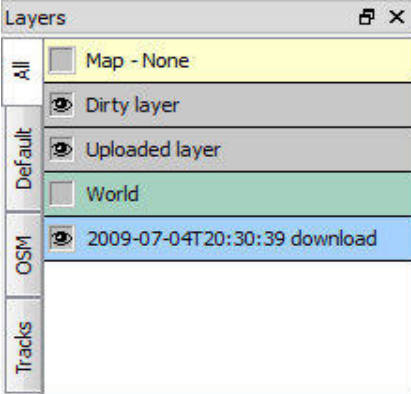 Layers
All
Default
OSM
Tracks
Map - None
Dirty layer
Uploaded layer
World
2009-07-04T20:30:39 download